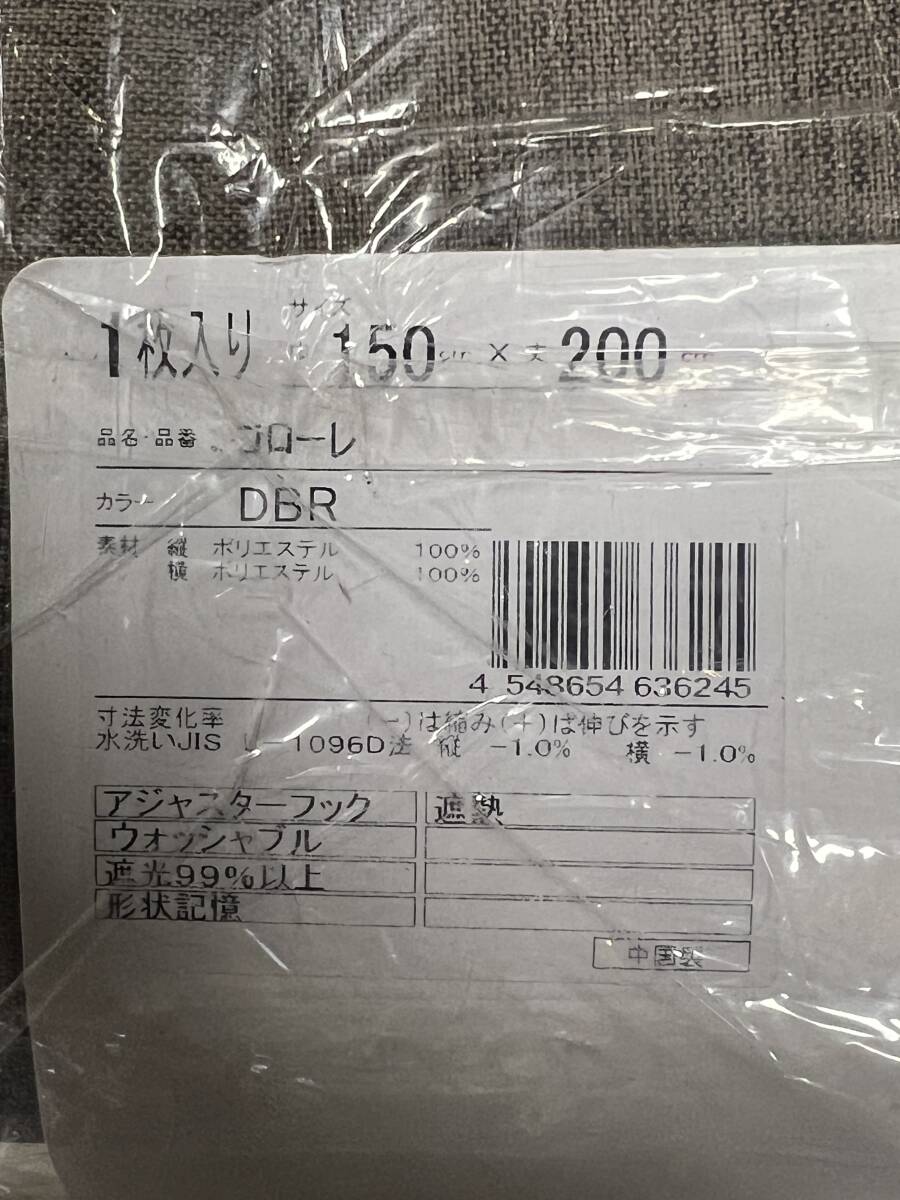 サイズ
1枚入り 150cm × 丈 200cm
品名・品番
カラー DBR
素材 縦 ポリエステル 100%
横 ポリエステル 100%
4 548654 636245
寸法変化率 (-)は縮み(+)は伸びを示す
水洗いJIS L-1096D法 縦 -1.0% 横 -1.0%
アジャスターフック 遮熱
ウォッシャブル
遮光99%以上
形状記憶
中国製